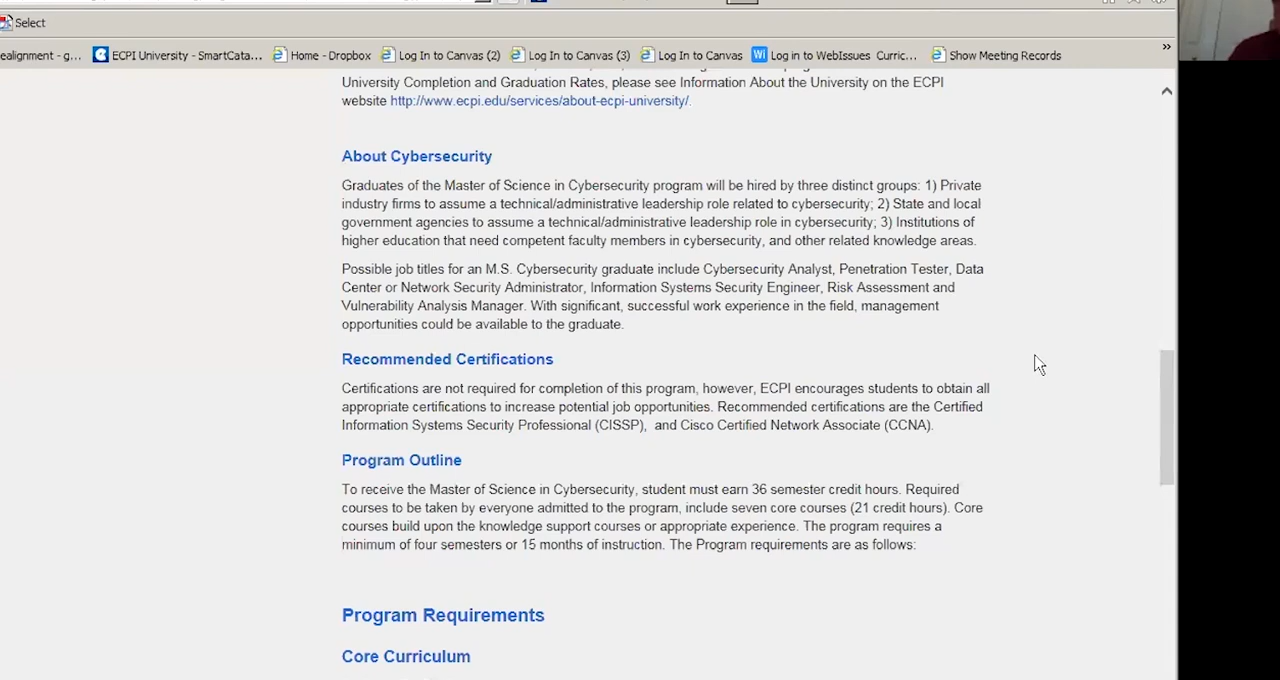 Select
ealignment - g... ECPI University - SmartCata... Home - Dropbox Log In to Canvas (2) Log In to Canvas (3) Log In to Canvas Wi Log in to WebIssues Curric... Show Meeting Records »
University Completion and Graduation Rates, please see Information About the University on the ECPI
website http://www.ecpi.edu/services/about-ecpi-university/.
About Cybersecurity
Graduates of the Master of Science in Cybersecurity program will be hired by three distinct groups: 1) Private
industry firms to assume a technical/administrative leadership role related to cybersecurity; 2) State and local
government agencies to assume a technical/administrative leadership role in cybersecurity; 3) Institutions of
higher education that need competent faculty members in cybersecurity, and other related knowledge areas.
Possible job titles for an M.S. Cybersecurity graduate include Cybersecurity Analyst, Penetration Tester, Data
Center or Network Security Administrator, Information Systems Security Engineer, Risk Assessment and
Vulnerability Analysis Manager. With significant, successful work experience in the field, management
opportunities could be available to the graduate.
Recommended Certifications
Certifications are not required for completion of this program, however, ECPI encourages students to obtain all
appropriate certifications to increase potential job opportunities. Recommended certifications are the Certified
Information Systems Security Professional (CISSP), and Cisco Certified Network Associate (CCNA).
Program Outline
To receive the Master of Science in Cybersecurity, student must earn 36 semester credit hours. Required
courses to be taken by everyone admitted to the program, include seven core courses (21 credit hours). Core
courses build upon the knowledge support courses or appropriate experience. The program requires a
minimum of four semesters or 15 months of instruction. The Program requirements are as follows:
Program Requirements
Core Curriculum